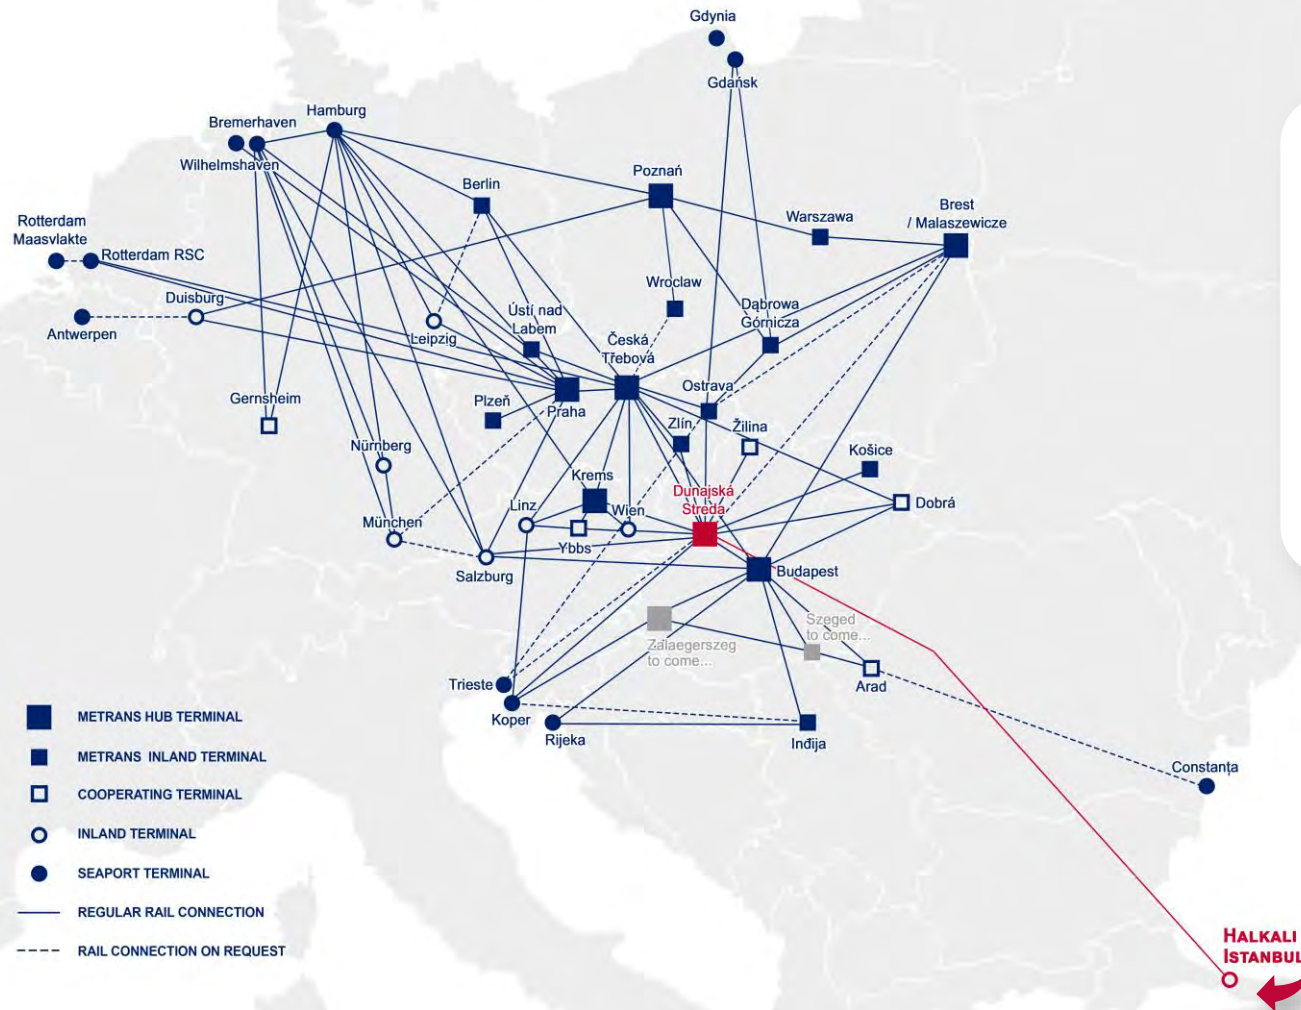 Gdynia
Gdańsk
Hamburg
Bremerhaven
Wilhelmshaven
Poznań
Berlin
Brest
/ Malaszewicze
Warszawa
Rotterdam
Maasvlakte
Rotterdam RSC
Duisburg
Antwerpen
Wroclaw
Dąbrowa
Górnicza
Ústí nad
Labem
Leipzig
Česká
Třebová
Ostrava
Plzeň
Praha
Gernsheim
Zlín
Žilina
Nürnberg
Košice
Krems
Dunajská
Streda
Dobrá
Linz
Wien
München
Ybbs
Salzburg
Budapest
Szeged
to come...
Zalaegerszeg
to come...
Trieste
Arad
Koper
Rijeka
Inđija
Constanța
METRANS HUB TERMINAL
METRANS INLAND TERMINAL
COOPERATING TERMINAL
INLAND TERMINAL
SEAPORT TERMINAL
REGULAR RAIL CONNECTION
RAIL CONNECTION ON REQUEST
HALKALI
ISTANBUL